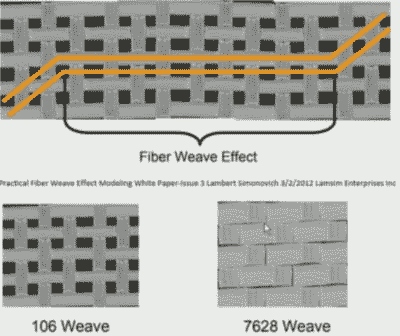 Fiber Weave Effect
Practical Fiber Weave Effect Modeling White Paper-Issue 3 Lambert Simonovich 3/2/2012 Lamsim Enterprises Inc
106 Weave
7628 Weave